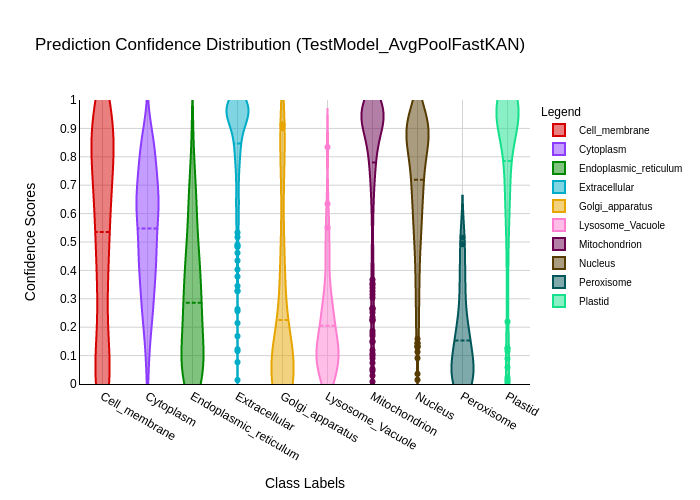 Prediction Confidence Distribution (TestModel_AvgPoolFastKAN)
Confidence Scores
1
0.9
0.8
0.7
0.6
0.5
0.4
0.3
0.2
0.1
0
Cell_membrane
Cytoplasm
Endoplasmic_reticulum
Extracellular
Golgi_apparatus
Lysosome_Vacuole
Mitochondrion
Nucleus
Peroxisome
Plastid
Class Labels
Legend
Cell_membrane
Cytoplasm
Endoplasmic_reticulum
Extracellular
Golgi_apparatus
Lysosome_Vacuole
Mitochondrion
Nucleus
Peroxisome
Plastid